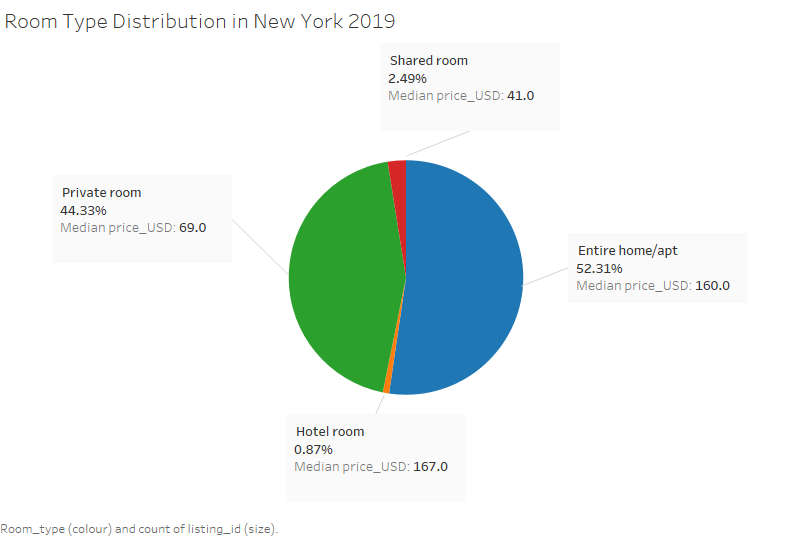 Room Type Distribution in New York 2019
Shared room
2.49%
Median price_USD: 41.0
Private room
44.33%
Median price_USD: 69.0
Entire home/apt
52.31%
Median price_USD: 160.0
Hotel room
0.87%
Median price_USD: 167.0
Room_type (colour) and count of listing_id (size).